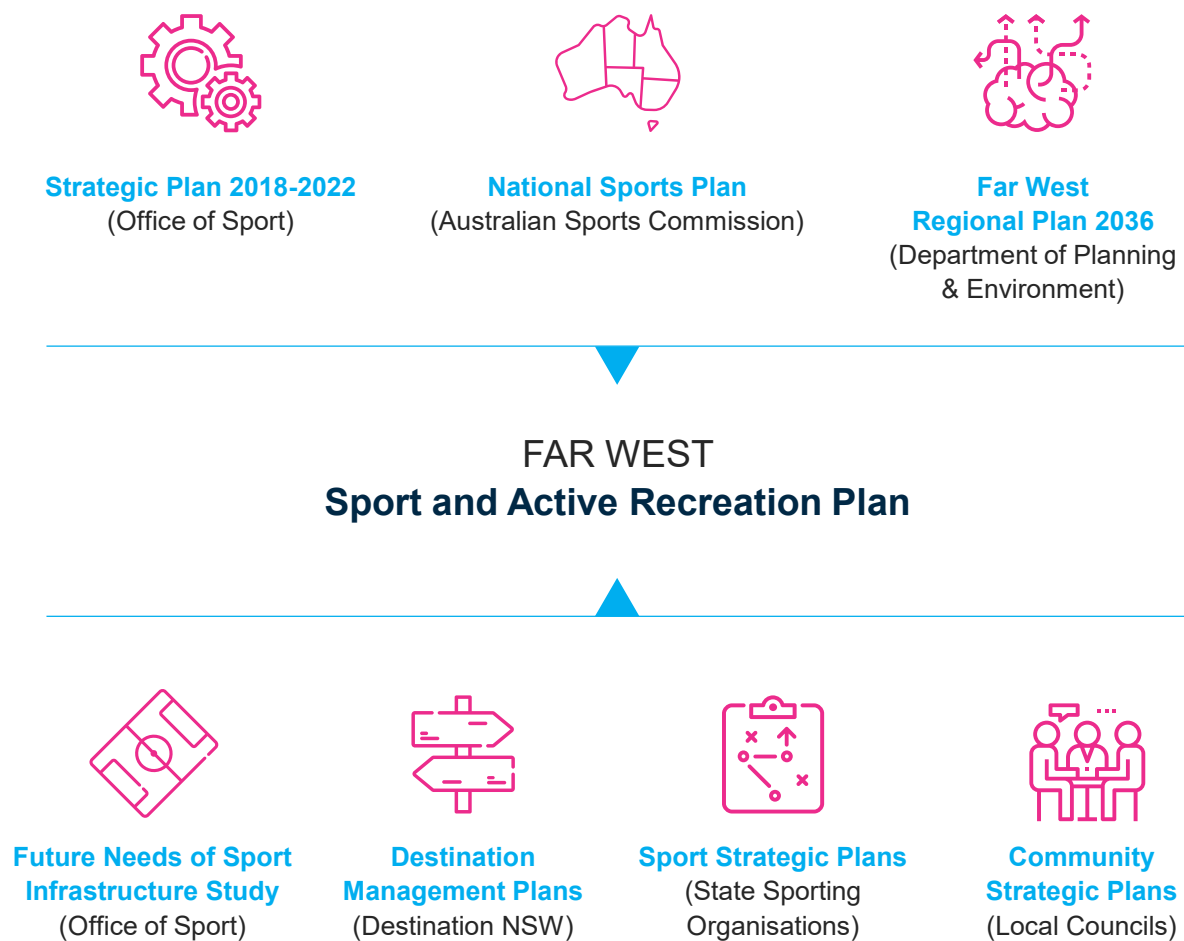 Strategic Plan 2018-2022
(Office of Sport)
National Sports Plan
(Australian Sports Commission)
Far West
Regional Plan 2036
(Department of Planning
& Environment)
FAR WEST
Sport and Active Recreation Plan
Future Needs of Sport
Infrastructure Study
(Office of Sport)
Destination
Management Plans
(Destination NSW)
Sport Strategic Plans
(State Sporting
Organisations)
Community
Strategic Plans
(Local Councils)